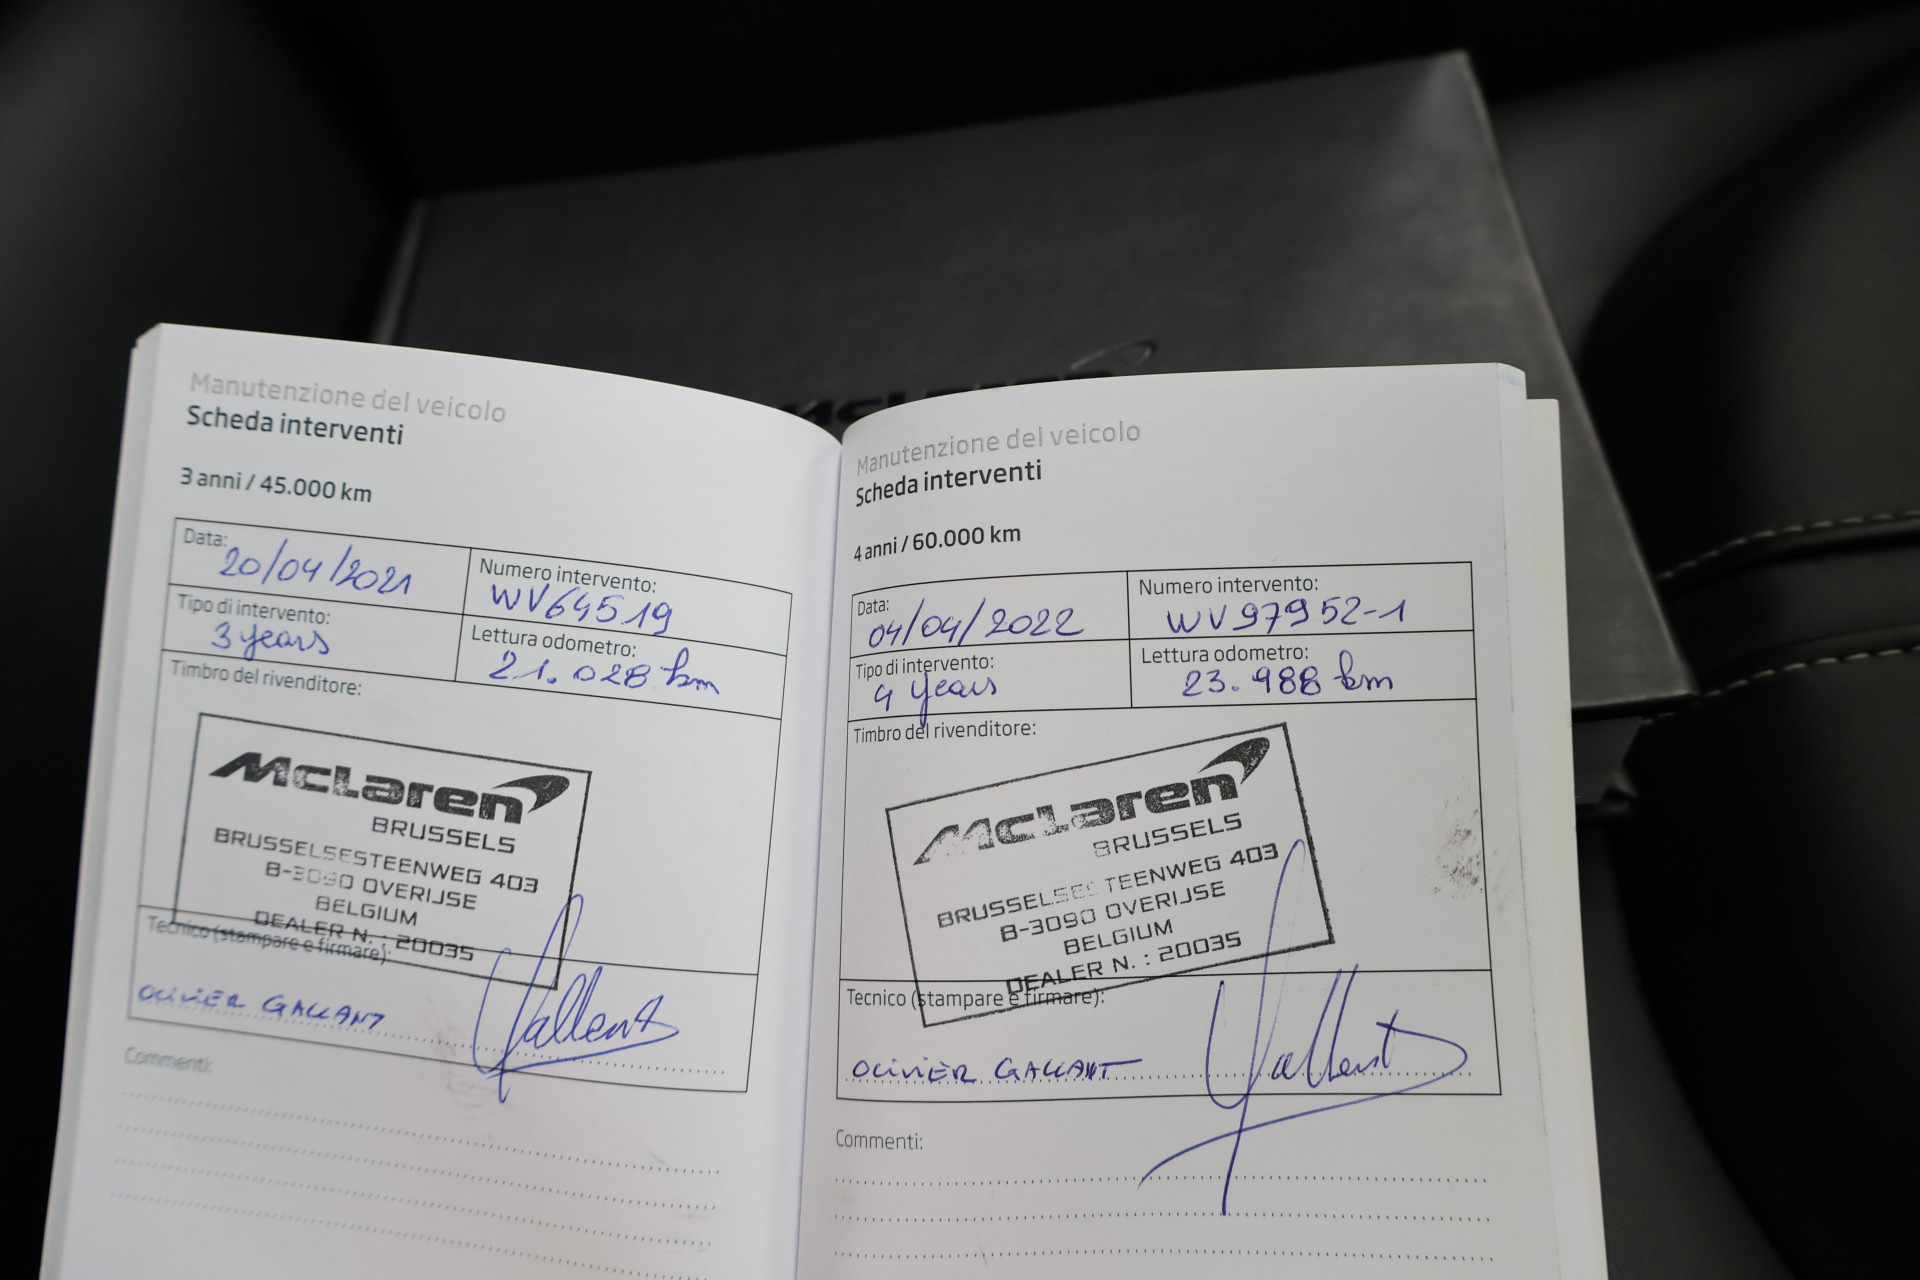 McLaren
Manutenzione del veicolo
Scheda interventi
3 anni / 45.000 km
Data:
20/04/2021
Numero intervento:
WV64519
Tipo di intervento:
3 years
Lettura odometro:
21.028 km
Timbro del rivenditore:
McLaren
BRUSSELS
BRUSSELSESTEENWEG 403
B-3090 OVERIJSE
BELGIUM
DEALER N. : 20035
Tecnico (stampare e firmare):
OLIVIER GALLANT
Gallant
Commenti:
Manutenzione del veicolo
Scheda interventi
4 anni / 60.000 km
Data:
04/04/2022
Numero intervento:
WV97952-1
Tipo di intervento:
4 years
Lettura odometro:
23.988 km
Timbro del rivenditore:
McLaren
BRUSSELS
BRUSSELSESTEENWEG 403
B-3090 OVERIJSE
BELGIUM
DEALER N. : 20035
Tecnico (stampare e firmare):
OLIVIER GALLANT
Gallant
Commenti: